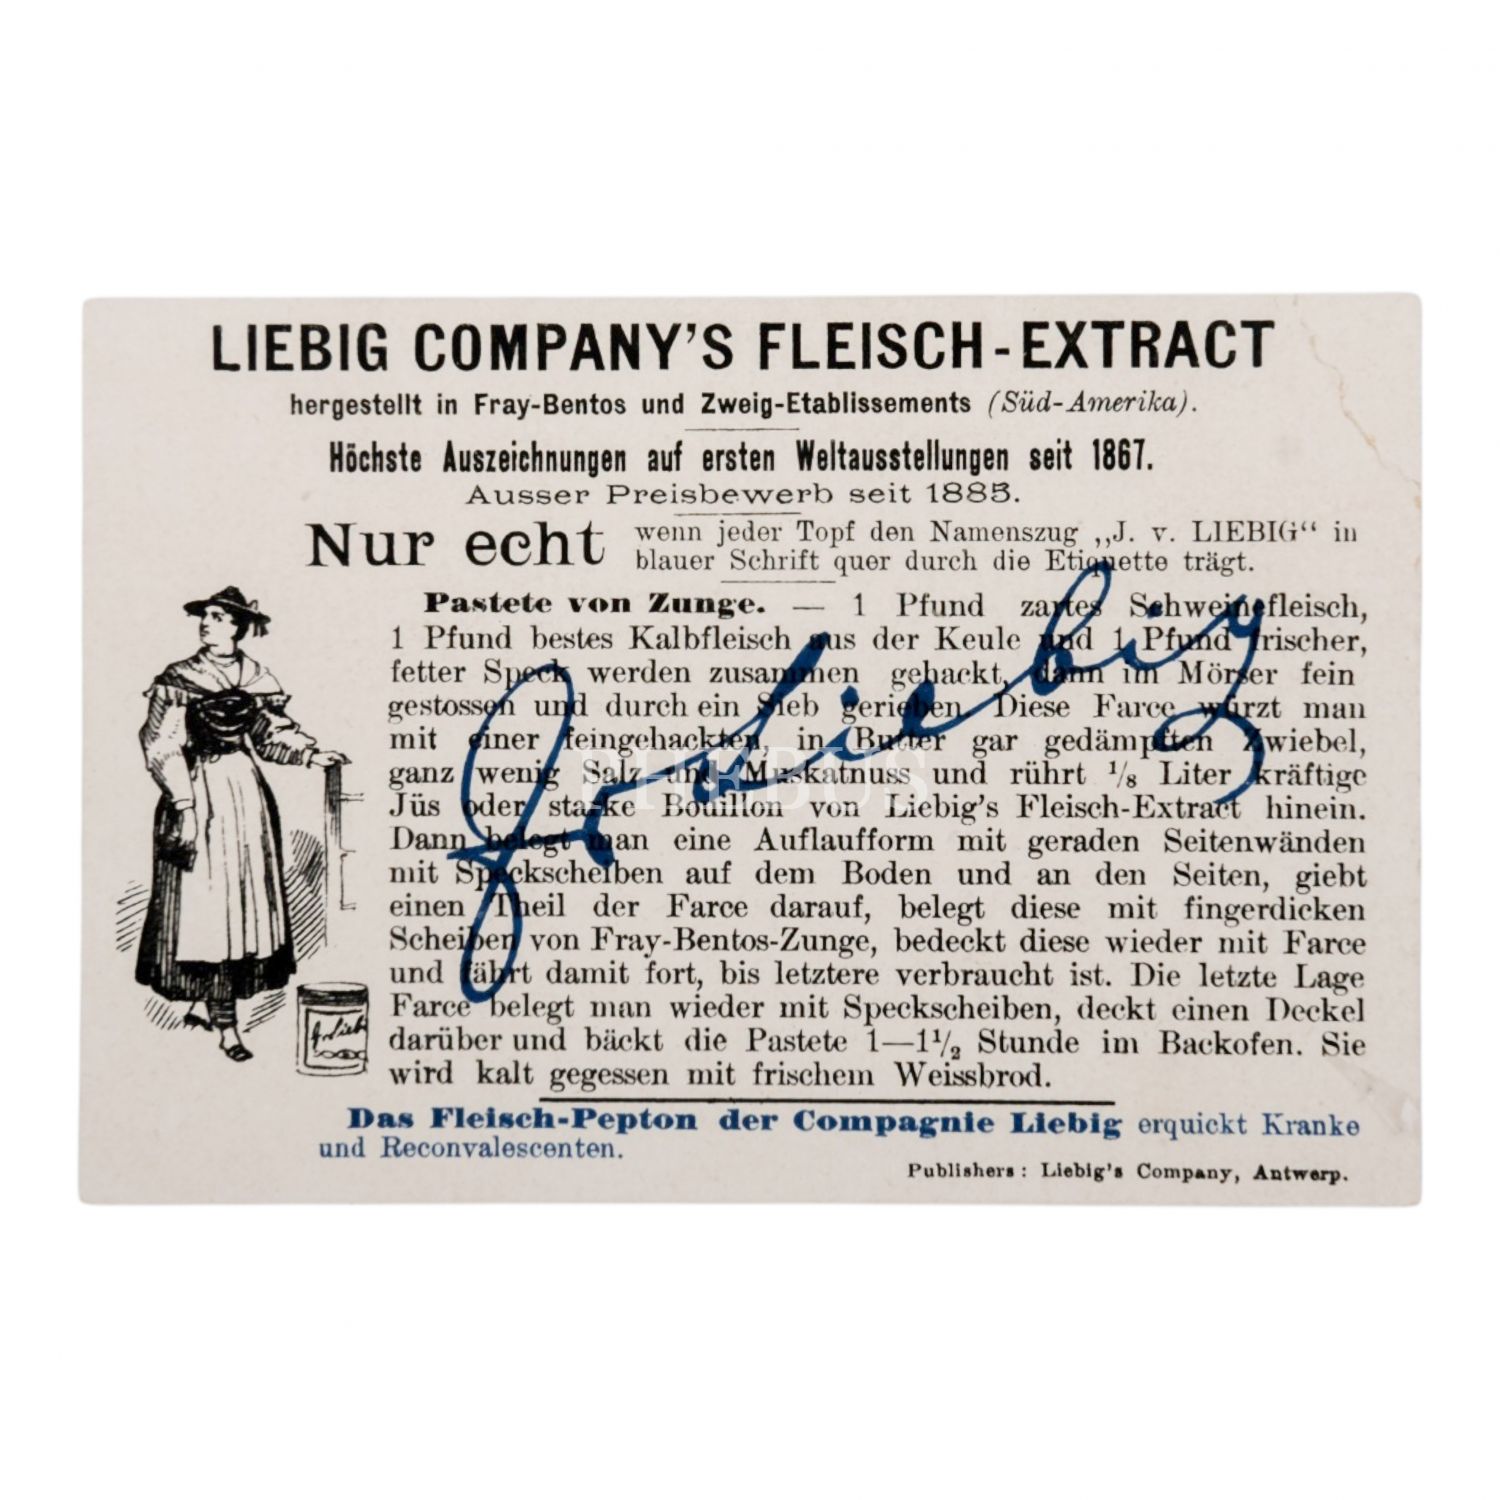 LIEBIG COMPANY'S FLEISCH-EXTRACT
hergestellt in Fray-Bentos und Zweig-Etablissements (Süd-Amerika).
Höchste Auszeichnungen auf ersten Weltausstellungen seit 1867.
Ausser Preisbewerb seit 1885.
Nur echt wenn jeder Topf den Namenszug „J. v. LIEBIG“ in
blauer Schrift quer durch die Etiquette trägt.
Pastete von Zunge. — 1 Pfund zartes Schweinefleisch,
1 Pfund bestes Kalbfleisch aus der Keule und 1 Pfund frischer,
fetter Speck werden zusammen gehackt, dann im Mörser fein
gestossen und durch ein Sieb gerieben. Diese Farce würzt man
mit einer feingehackten, in Butter gar gedämpften Zwiebel,
ganz wenig Salz und Muskatnuss und rührt 1/8 Liter kräftige
Jüs oder starke Bouillon von Liebig's Fleisch-Extract hinein.
Dann belegt man eine Auflaufform mit geraden Seitenwänden
mit Speckscheiben auf dem Boden und an den Seiten, giebt
einen Theil der Farce darauf, belegt diese mit fingerdicken
Scheiben von Fray-Bentos-Zunge, bedeckt diese wieder mit Farce
und fährt damit fort, bis letztere verbraucht ist. Die letzte Lage
Farce belegt man wieder mit Speckscheiben, deckt einen Deckel
darüber und bäckt die Pastete 1—1½ Stunde im Backofen. Sie
wird kalt gegessen mit frischem Weissbrod.
JvLiebig
JvLieb
PHEBUS
Das Fleisch-Pepton der Compagnie Liebig erquickt Kranke
und Reconvalescenten.
Publishers: Liebig's Company, Antwerp.